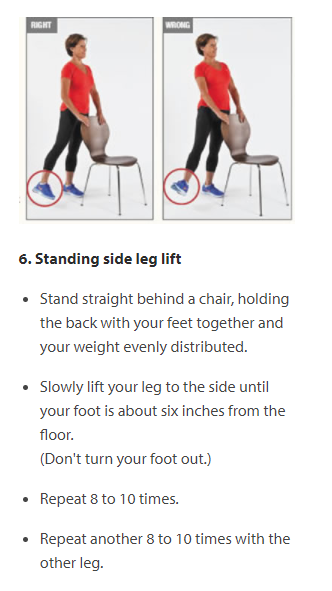 RIGHT
WRONG
6. Standing side leg lift
• Stand straight behind a chair, holding
the back with your feet together and
your weight evenly distributed.
• Slowly lift your leg to the side until
your foot is about six inches from the
floor.
(Don't turn your foot out.)
• Repeat 8 to 10 times.
• Repeat another 8 to 10 times with the
other leg.